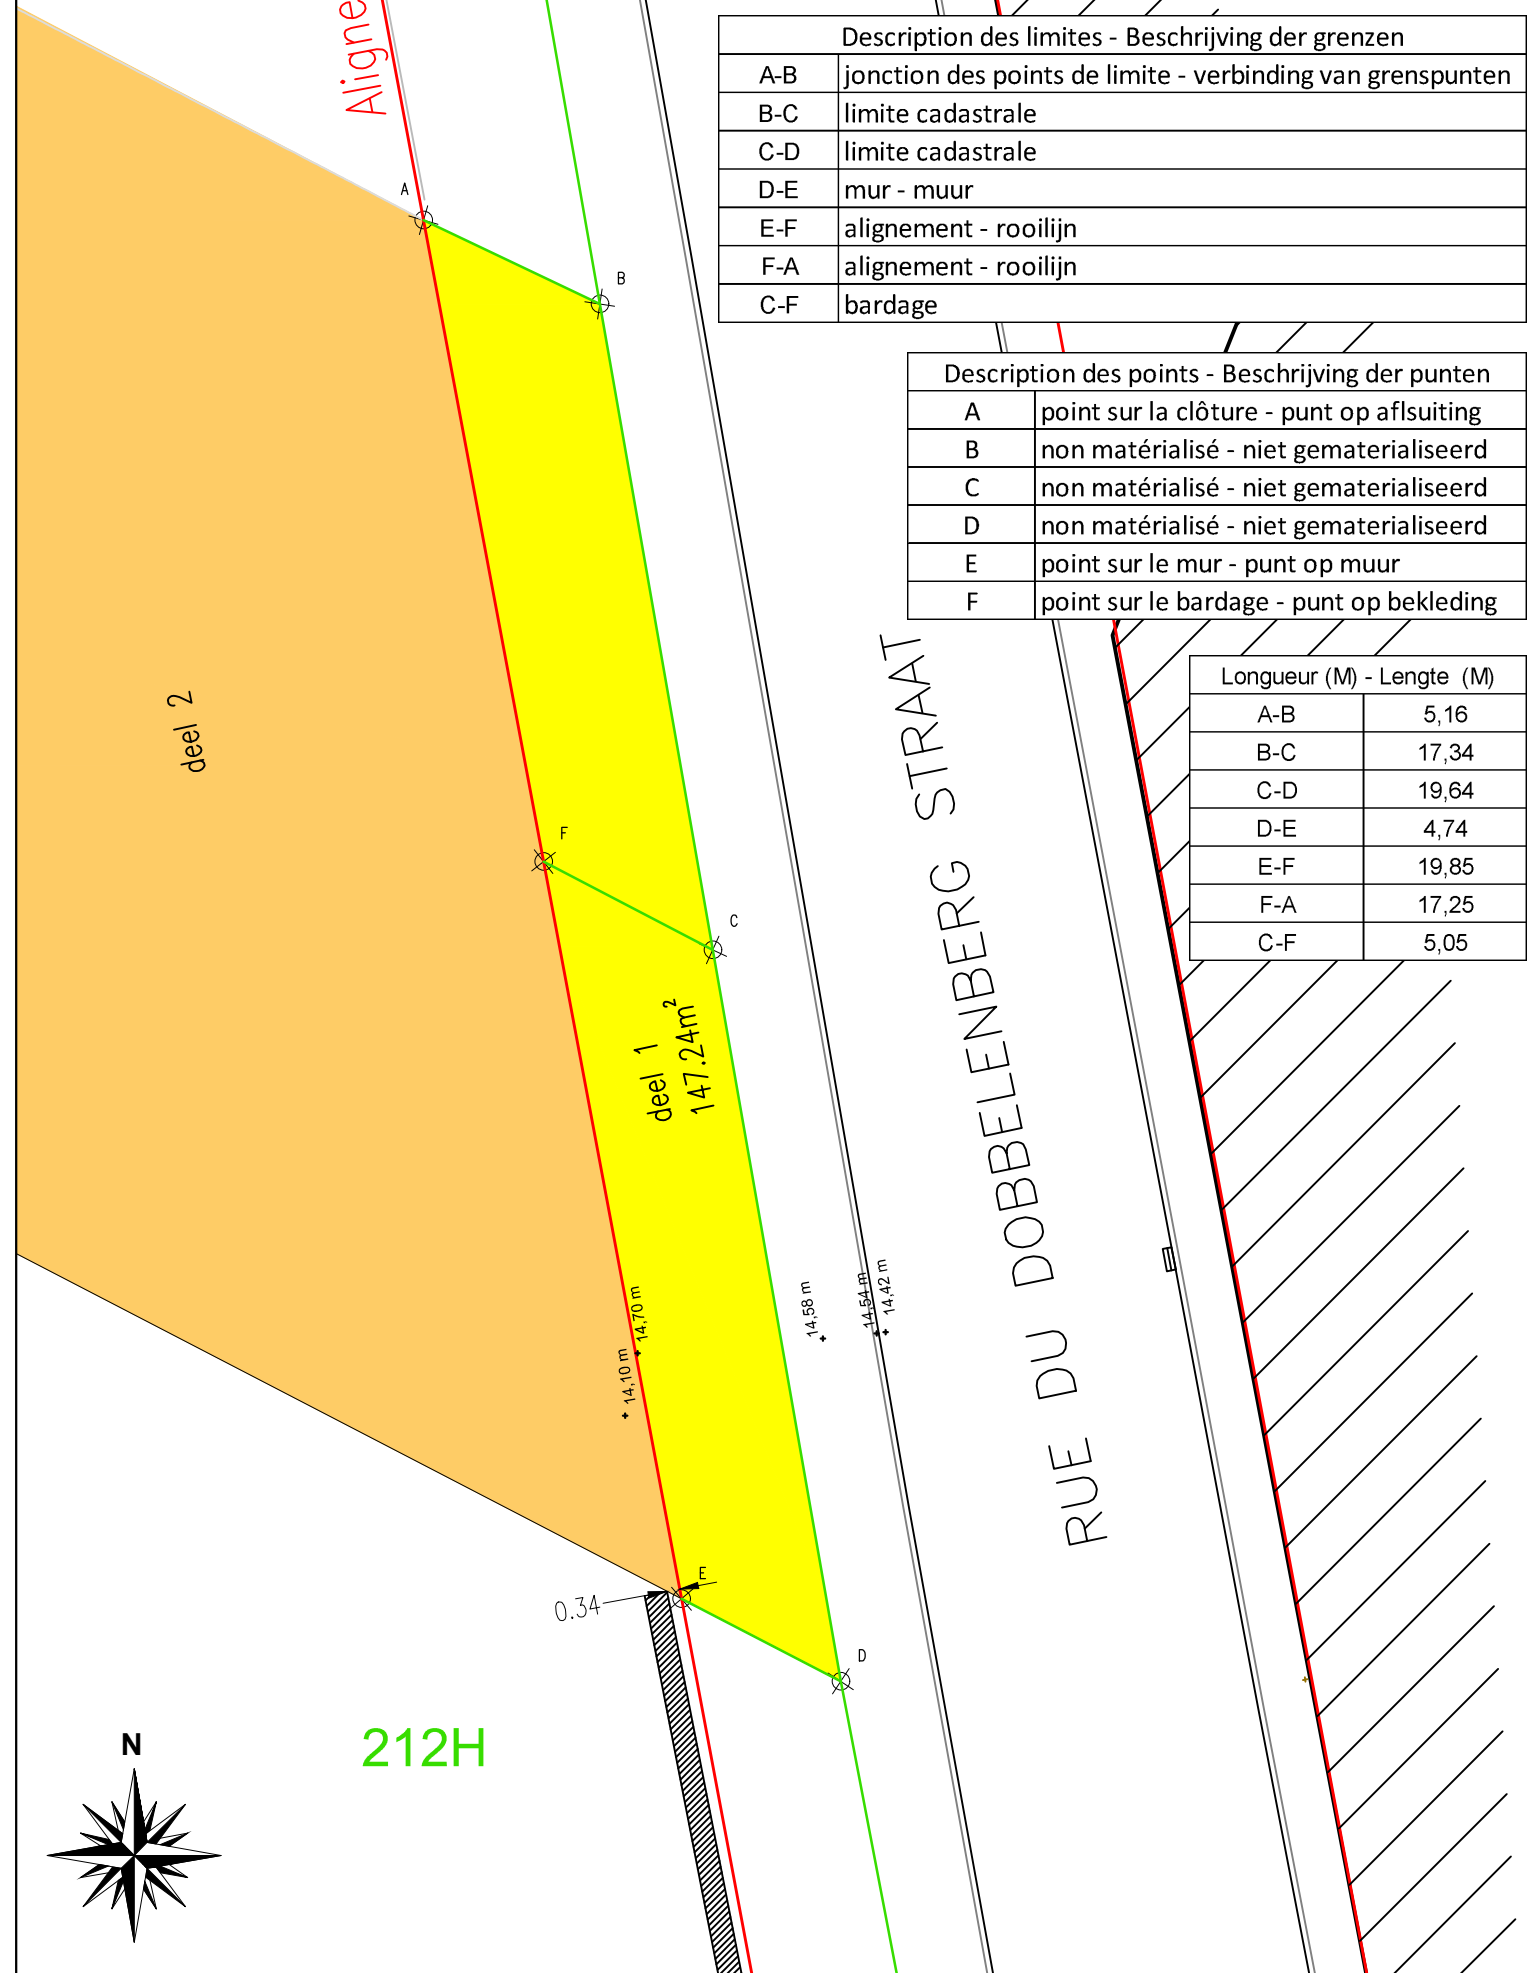 Aligne
Description des limites - Beschrijving der grenzen
A-B jonction des points de limite - verbinding van grenspunten
B-C limite cadastrale
C-D limite cadastrale
D-E mur - muur
E-F alignement - rooilijn
F-A alignement - rooilijn
C-F bardage
Description des points - Beschrijving der punten
A point sur la clôture - punt op aflsuiting
B non matérialisé - niet gematerialiseerd
C non matérialisé - niet gematerialiseerd
D non matérialisé - niet gematerialiseerd
E point sur le mur - punt op muur
F point sur le bardage - punt op bekleding
Longueur (M) - Lengte (M)
A-B 5,16
B-C 17,34
C-D 19,64
D-E 4,74
E-F 19,85
F-A 17,25
C-F 5,05
A
B
deel 2
F
C
deel 1
147.24m²
RUE DU DOBBELENBERG STRAAT
14,70 m
14,10 m
14,58 m
14,54 m
14,42 m
E
0.34
D
N
212H